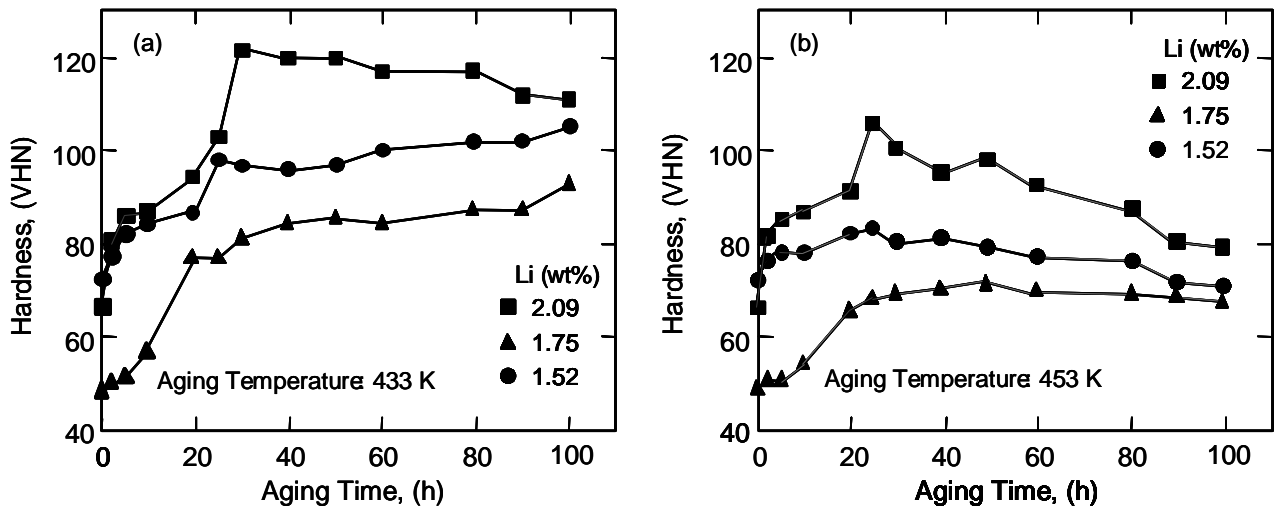 (a)
Hardness, (VHN)
120
100
80
60
40
Li (wt%)
2.09
1.75
1.52
Aging Temperature: 433 K
0 20 40 60 80 100
Aging Time, (h)
(b)
Hardness, (VHN)
120
100
80
60
40
Li (wt%)
2.09
1.75
1.52
Aging Temperature: 453 K
0 20 40 60 80 100
Aging Time, (h)